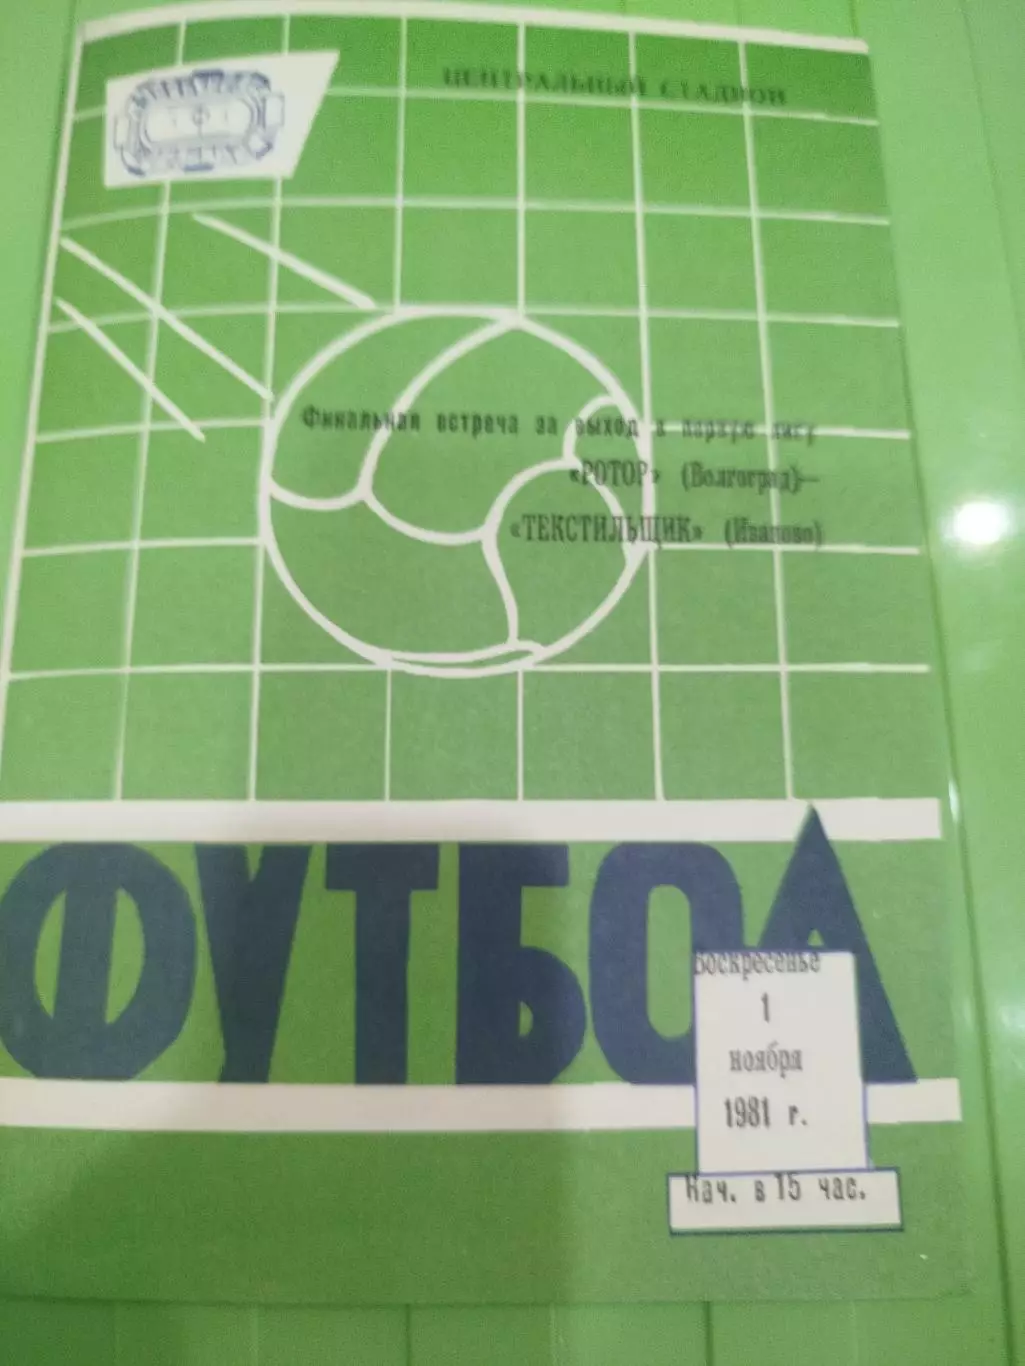 ЦЕНТРАЛЬНЫЙ СТАДИОН
Финальная встреча за выход в первую лигу
«РОТОР» (Волгоград)—
«ТЕКСТИЛЬЩИК» (Иваново)
ФУТБОЛ
Воскресенье
1
ноября
1981 г.
Нач. в 15 час.